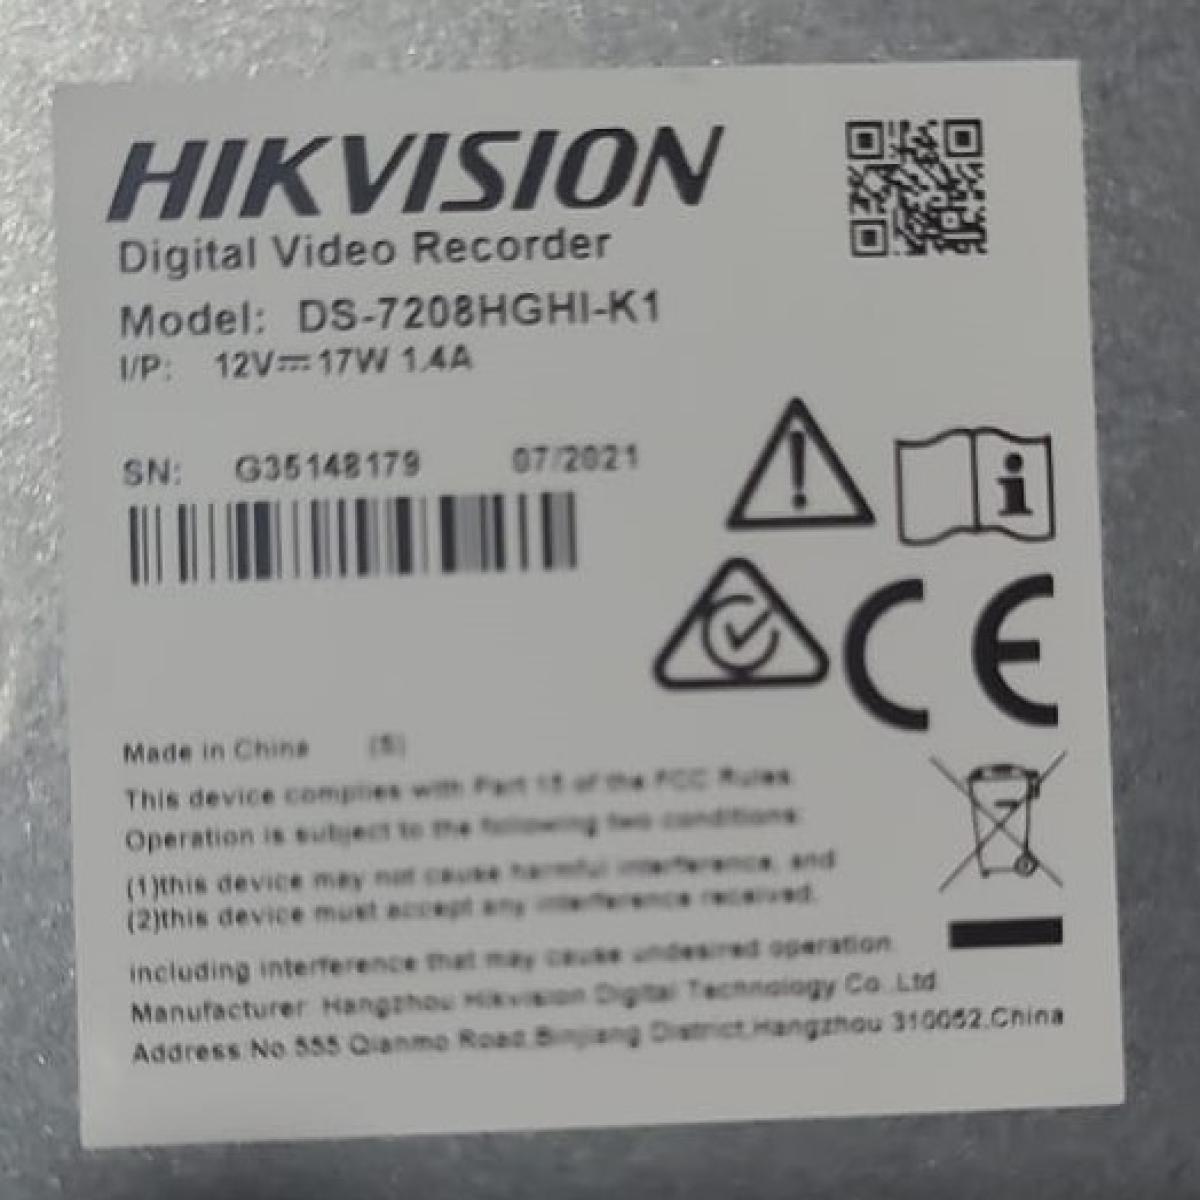 HIKVISION
Digital Video Recorder
Model: DS-7208HGHI-K1
I/P: 12V⎓17W 1.4A
SN: G35148179 07/2021
Made in China (S)
This device complies with Part 15 of the FCC Rules.
Operation is subject to the following two conditions:
(1)this device may not cause harmful interference, and
(2)this device must accept any interference received,
including interference that may cause undesired operation.
Manufacturer: Hangzhou Hikvision Digital Technology Co.,Ltd.
Address:No.555 Qianmo Road,Binjiang District,Hangzhou 310052,China